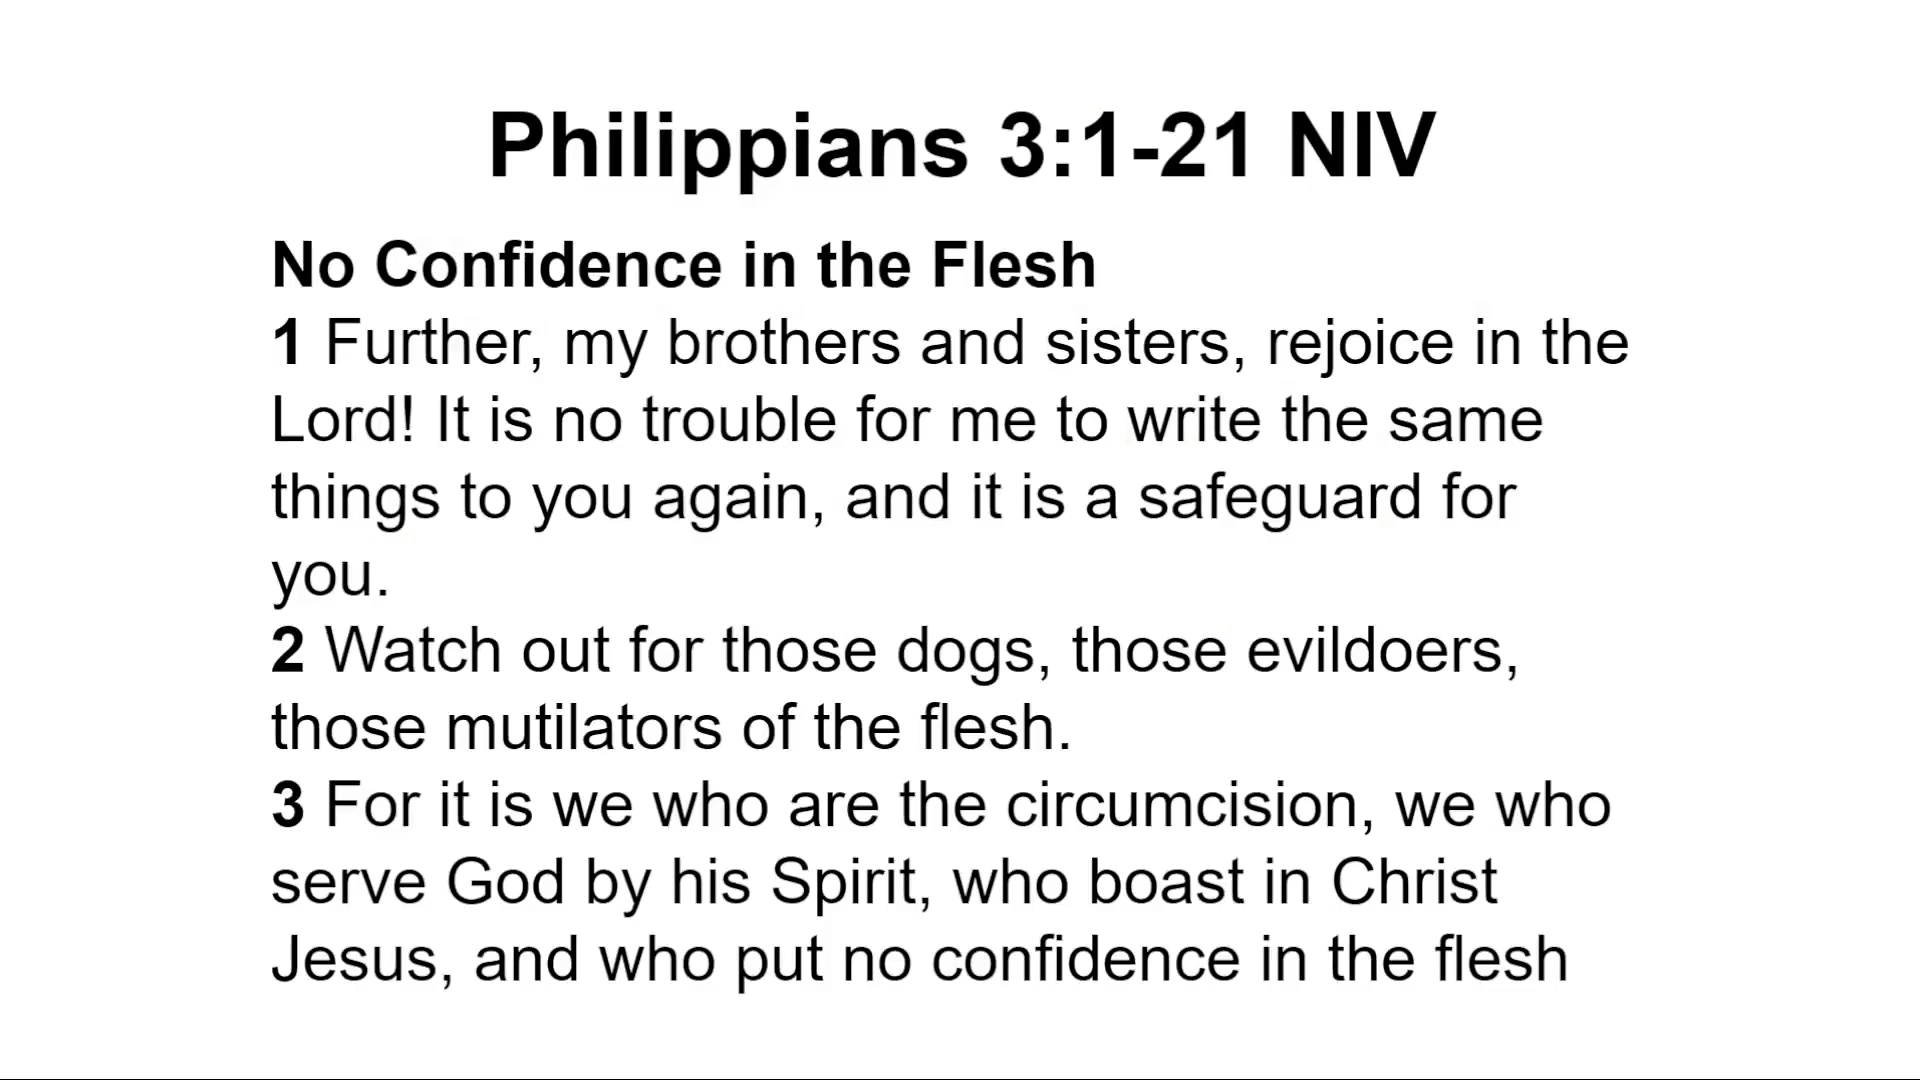 Philippians 3:1-21 NIV
No Confidence in the Flesh
1 Further, my brothers and sisters, rejoice in the
Lord! It is no trouble for me to write the same
things to you again, and it is a safeguard for
you.
2 Watch out for those dogs, those evildoers,
those mutilators of the flesh.
3 For it is we who are the circumcision, we who
serve God by his Spirit, who boast in Christ
Jesus, and who put no confidence in the flesh